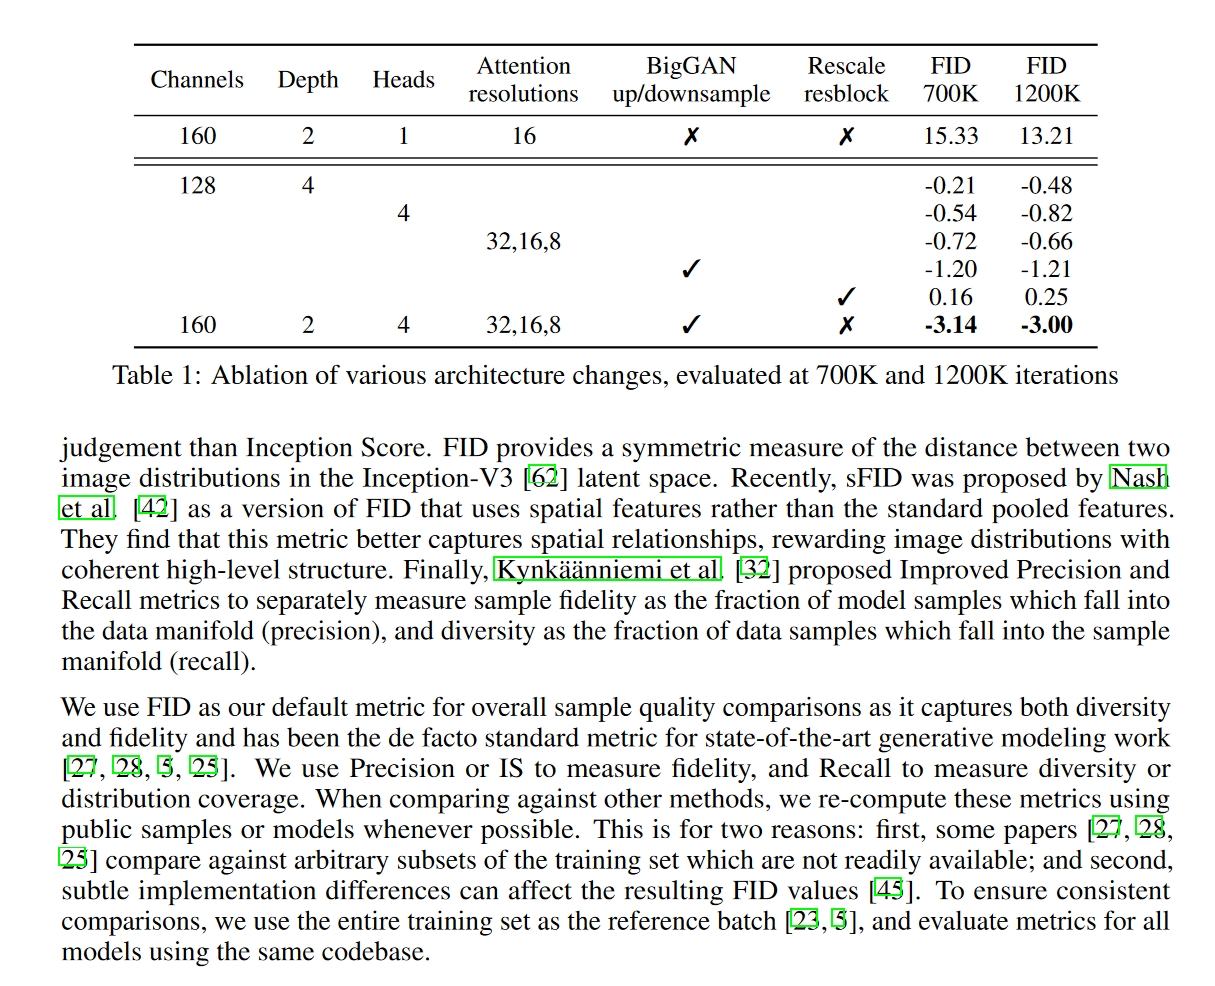 Channels Depth Heads Attention resolutions BigGAN up/downsample Rescale resblock FID 700K FID 1200K
160 2 1 16 ✗ ✗ 15.33 13.21
128 4 -0.21 -0.48
4 -0.54 -0.82
32,16,8 -0.72 -0.66
✓ -1.20 -1.21
✓ 0.16 0.25
160 2 4 32,16,8 ✓ ✗ -3.14 -3.00
Table 1: Ablation of various architecture changes, evaluated at 700K and 1200K iterations
judgement than Inception Score. FID provides a symmetric measure of the distance between two
image distributions in the Inception-V3 [62] latent space. Recently, sFID was proposed by Nash
et al. [42] as a version of FID that uses spatial features rather than the standard pooled features.
They find that this metric better captures spatial relationships, rewarding image distributions with
coherent high-level structure. Finally, Kynkäänniemi et al. [32] proposed Improved Precision and
Recall metrics to separately measure sample fidelity as the fraction of model samples which fall into
the data manifold (precision), and diversity as the fraction of data samples which fall into the sample
manifold (recall).
We use FID as our default metric for overall sample quality comparisons as it captures both diversity
and fidelity and has been the de facto standard metric for state-of-the-art generative modeling work
[27, 28, 5, 25]. We use Precision or IS to measure fidelity, and Recall to measure diversity or
distribution coverage. When comparing against other methods, we re-compute these metrics using
public samples or models whenever possible. This is for two reasons: first, some papers [27, 28,
25] compare against arbitrary subsets of the training set which are not readily available; and second,
subtle implementation differences can affect the resulting FID values [45]. To ensure consistent
comparisons, we use the entire training set as the reference batch [23, 5], and evaluate metrics for all
models using the same codebase.